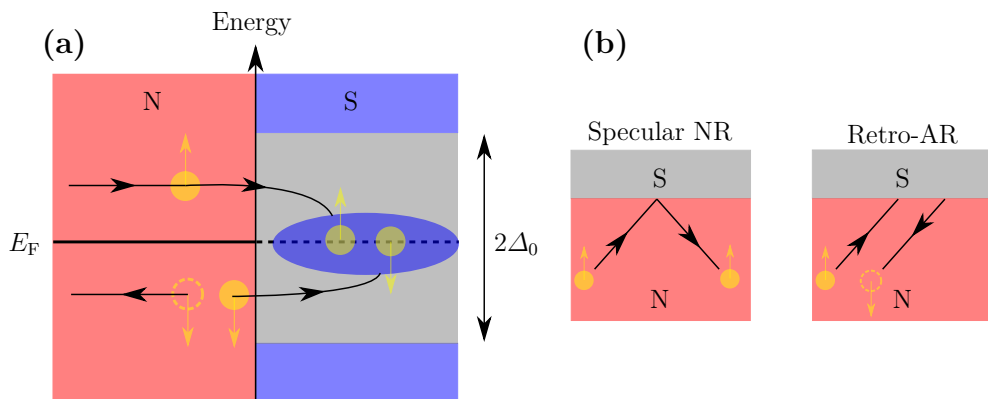 (a)
Energy
N
S
E_F
2Δ_0
(b)
Specular NR
S
N
Retro-AR
S
N